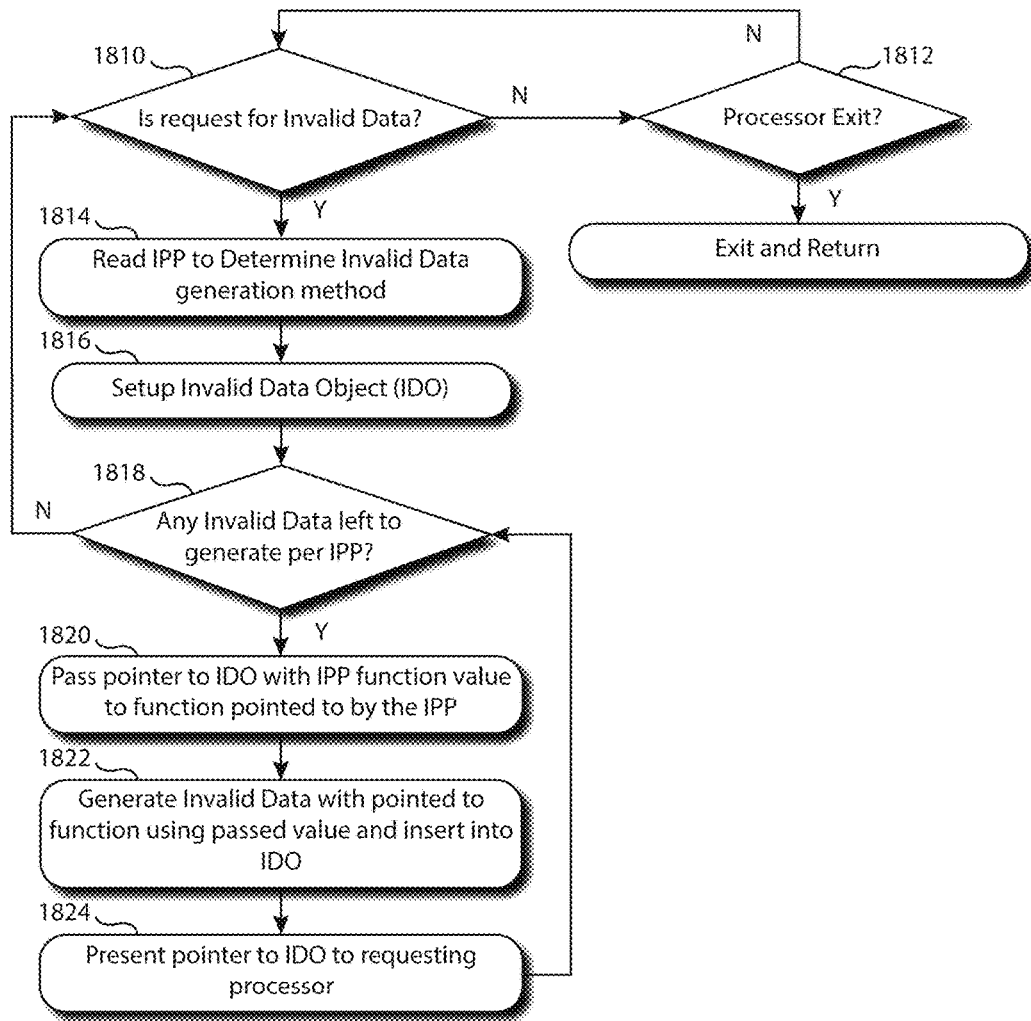 N
1810
N
1812
Is request for Invalid Data?
N
Processor Exit?
Y
Y
1814
Read IPP to Determine Invalid Data
generation method
Exit and Return
1816
Setup Invalid Data Object (IDO)
1818
N
Any Invalid Data left to
generate per IPP?
Y
1820
Pass pointer to IDO with IPP function value
to function pointed to by the IPP
1822
Generate Invalid Data with pointed to
function using passed value and insert into
IDO
1824
Present pointer to IDO to requesting
processor